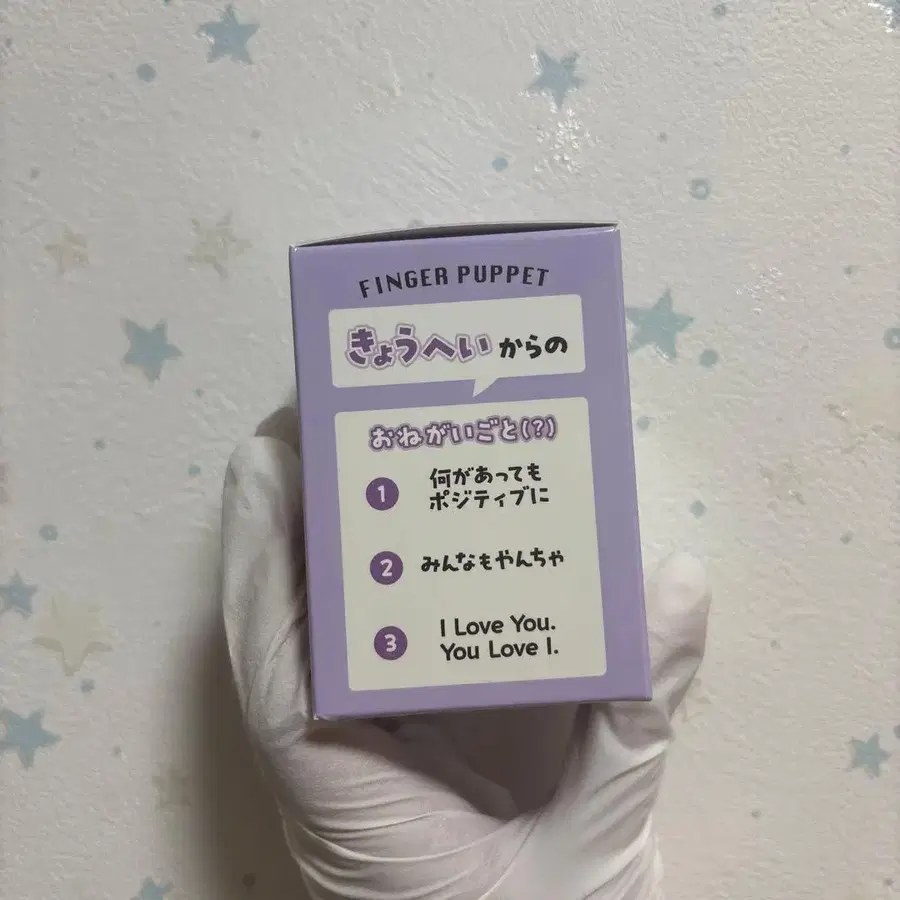 FINGER PUPPET
きょうへいからの
おねがいごと(?)
1 何があっても
ポジティブに
2 みんなもやんちゃ
3 I Love You.
You Love I.